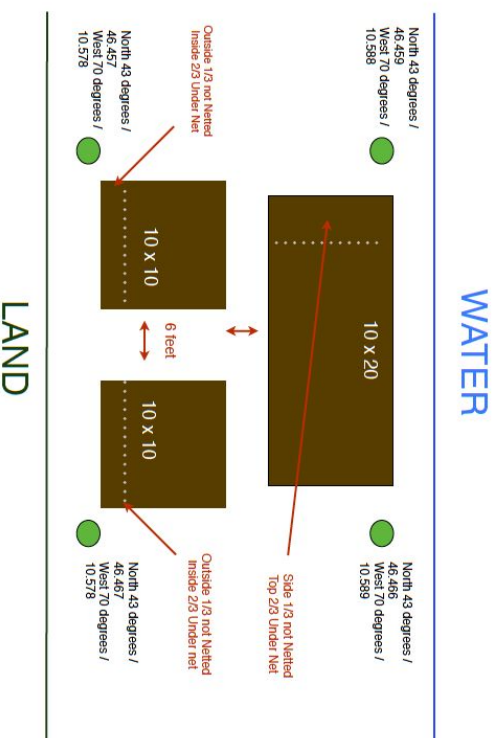 WATER
North 43 degrees /
46.459
West 70 degrees /
10.588
North 43 degrees /
46.466
West 70 degrees /
10.589
10 x 20
Side 1/3 not Netted
Top 2/3 Under Net
6 feet
10 x 10
10 x 10
Outside 1/3 not Netted
Inside 2/3 Under Net
Outside 1/3 not Netted
Inside 2/3 Under net
North 43 degrees /
46.457
West 70 degrees /
10.578
North 43 degrees /
46.467
West 70 degrees /
10.578
LAND